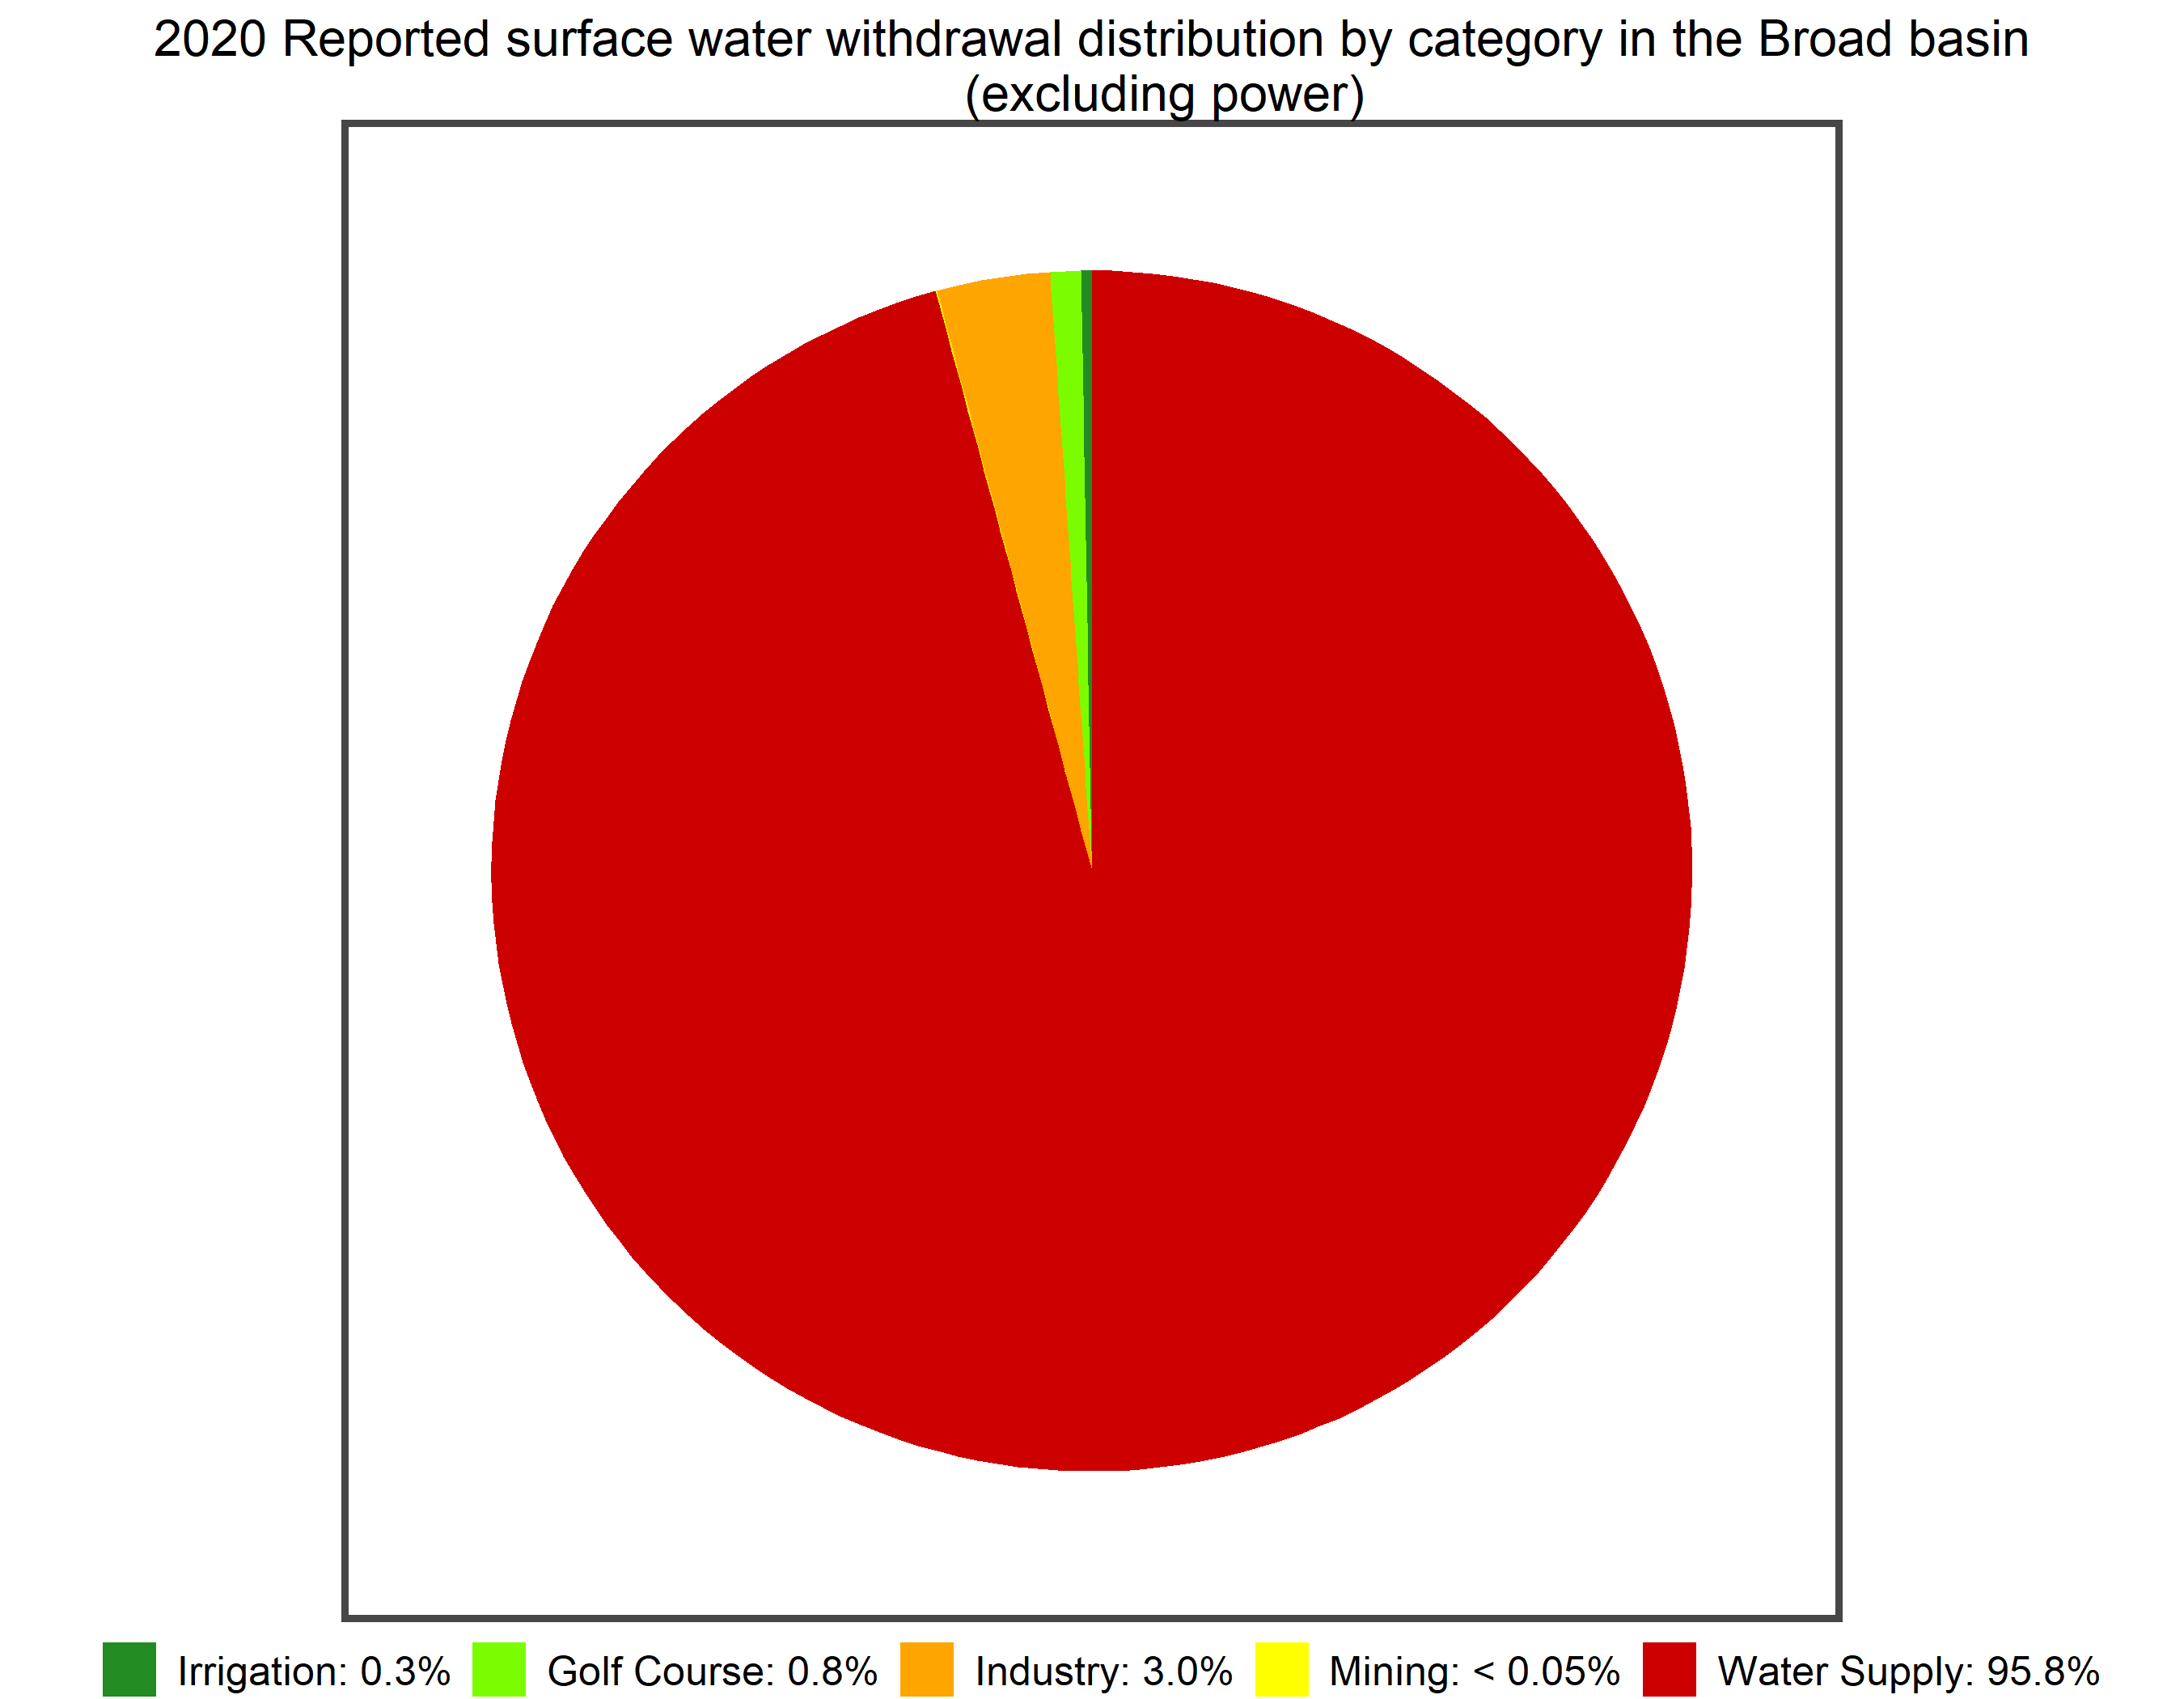 2020 Reported surface water withdrawal distribution by category in the Broad basin
(excluding power)
Irrigation: 0.3% Golf Course: 0.8% Industry: 3.0% Mining: < 0.05% Water Supply: 95.8%